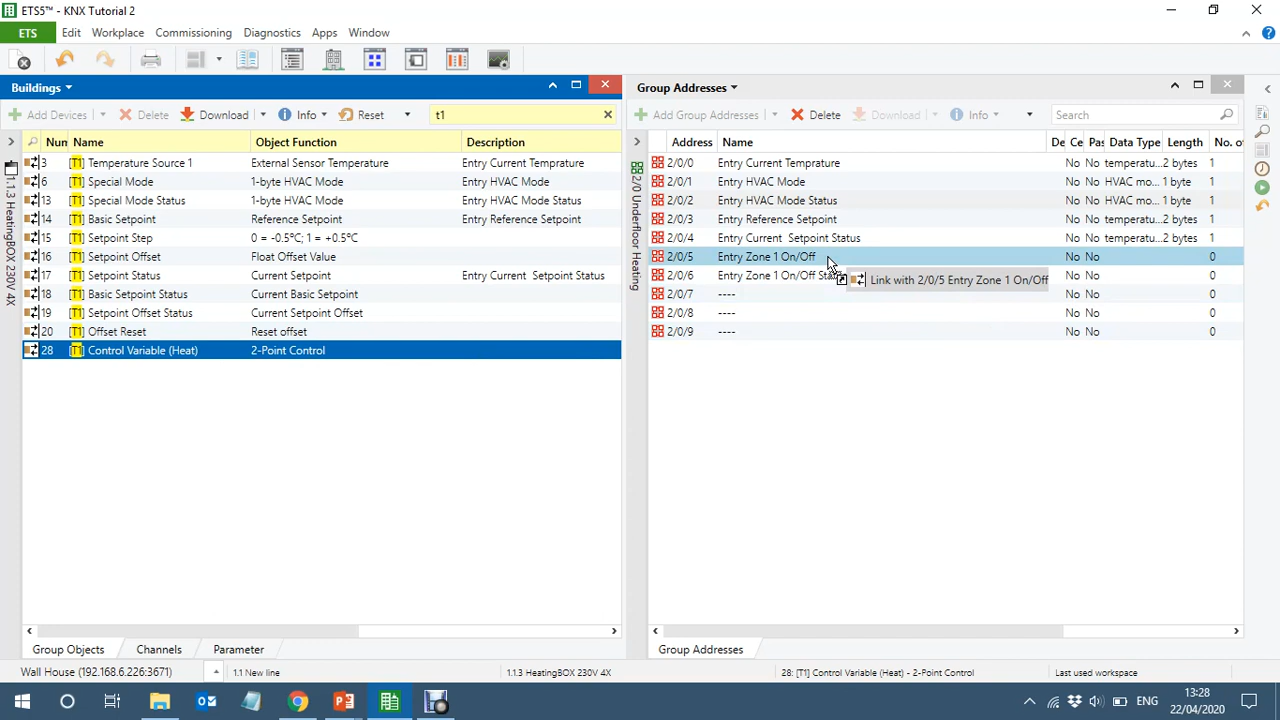 ETS5™ - KNX Tutorial 2
ETS Edit Workplace Commissioning Diagnostics Apps Window
Buildings
Add Devices Delete Download Info Reset t1
Num Name Object Function Description
3 [T1] Temperature Source 1 External Sensor Temperature Entry Current Temprature
6 [T1] Special Mode 1-byte HVAC Mode Entry HVAC Mode
13 [T1] Special Mode Status 1-byte HVAC Mode Entry HVAC Mode Status
14 [T1] Basic Setpoint Reference Setpoint Entry Reference Setpoint
15 [T1] Setpoint Step 0 = -0.5ºC; 1 = +0.5ºC
16 [T1] Setpoint Offset Float Offset Value
17 [T1] Setpoint Status Current Setpoint Entry Current Setpoint Status
18 [T1] Basic Setpoint Status Current Basic Setpoint
19 [T1] Setpoint Offset Status Current Setpoint Offset
20 [T1] Offset Reset Reset offset
28 [T1] Control Variable (Heat) 2-Point Control
1.1.3 HeatingBOX 230V 4X
Group Objects Channels Parameter
Group Addresses
Add Group Addresses Delete Download Info Search
Address Name De Ce Pas Data Type Length No. of
2/0/0 Entry Current Temprature No No temperatu... 2 bytes 1
2/0/1 Entry HVAC Mode No No HVAC mo... 1 byte 1
2/0/2 Entry HVAC Mode Status No No HVAC mo... 1 byte 1
2/0/3 Entry Reference Setpoint No No temperatu... 2 bytes 1
2/0/4 Entry Current Setpoint Status No No temperatu... 2 bytes 1
2/0/5 Entry Zone 1 On/Off No No 0
2/0/6 Entry Zone 1 On/Off Sta No No 0
Link with 2/0/5 Entry Zone 1 On/Off
2/0/7 ---- No No 0
2/0/8 ---- No No 0
2/0/9 ---- No No 0
2/0 Underfloor Heating
Group Addresses
Wall House (192.168.6.226:3671) 1.1 New line 1.1.3 HeatingBOX 230V 4X 28: [T1] Control Variable (Heat) - 2-Point Control Last used workspace
ENG 13:28
22/04/2020